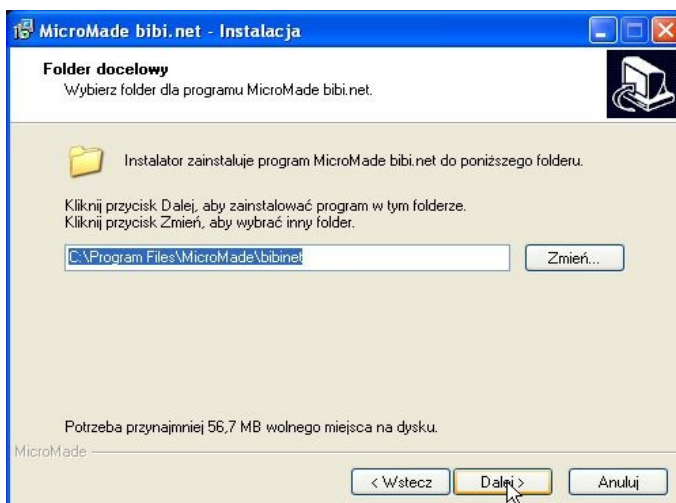 MicroMade bibi.net - Instalacja
Folder docelowy
Wybierz folder dla programu MicroMade bibi.net.
Instalator zainstaluje program MicroMade bibi.net do poniższego folderu.
Kliknij przycisk Dalej, aby zainstalować program w tym folderze.
Kliknij przycisk Zmień, aby wybrać inny folder.
C:\Program Files\MicroMade\bibinet
Zmień...
Potrzeba przynajmniej 56,7 MB wolnego miejsca na dysku.
MicroMade
< Wstecz
Dalej >
Anuluj